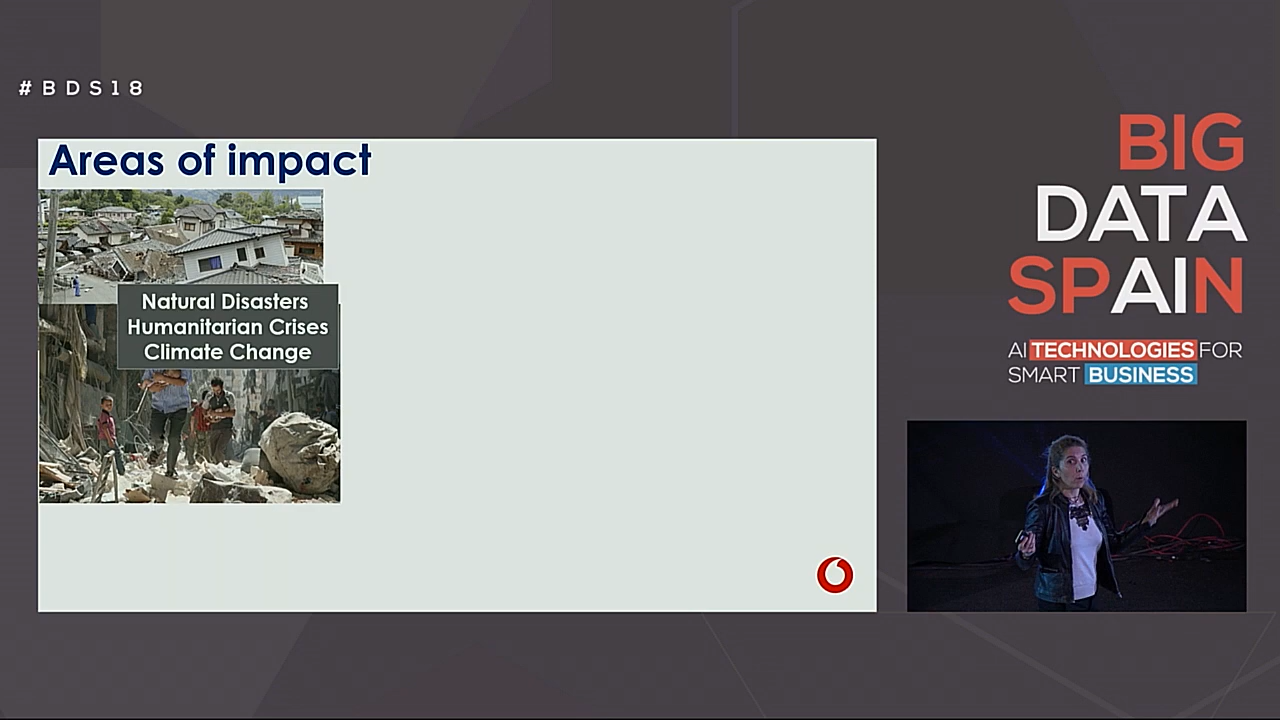 #BDS18
Areas of impact
Natural Disasters
Humanitarian Crises
Climate Change
BIG
DATA
SPAIN
AI TECHNOLOGIES FOR
SMART BUSINESS